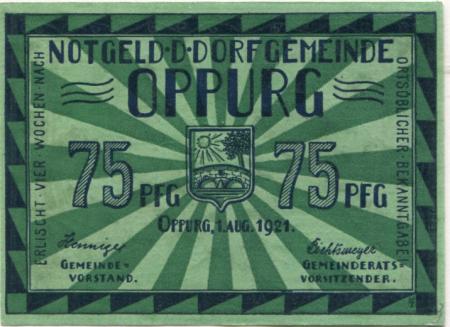 NOTGELD·D·DORFGEMEINDE
OPPURG
ERLISCHT·VIER WOCHEN·NACH
ORTSÜBLICHER BEKANNTGABE
75 PFG
75 PFG
OPPURG, 1. AUG. 1921.
Henniger
GEMEINDE-
VORSTAND.
GEMEINDERATS-
VORSITZENDER.